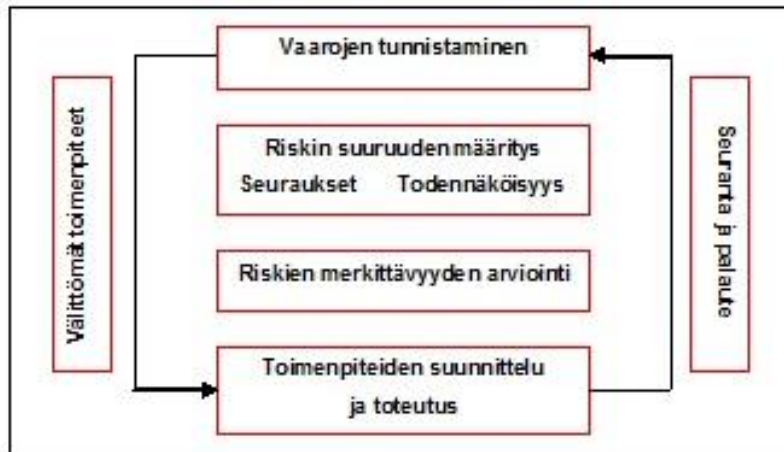 Vaarojen tunnistaminen
Välittömät toimenpiteet
Riskin suuruuden määritys
Seuraukset Todennäköisyys
Riskien merkittävyyden arviointi
Toimenpiteiden suunnittelu
ja toteutus
Seuranta ja palaute